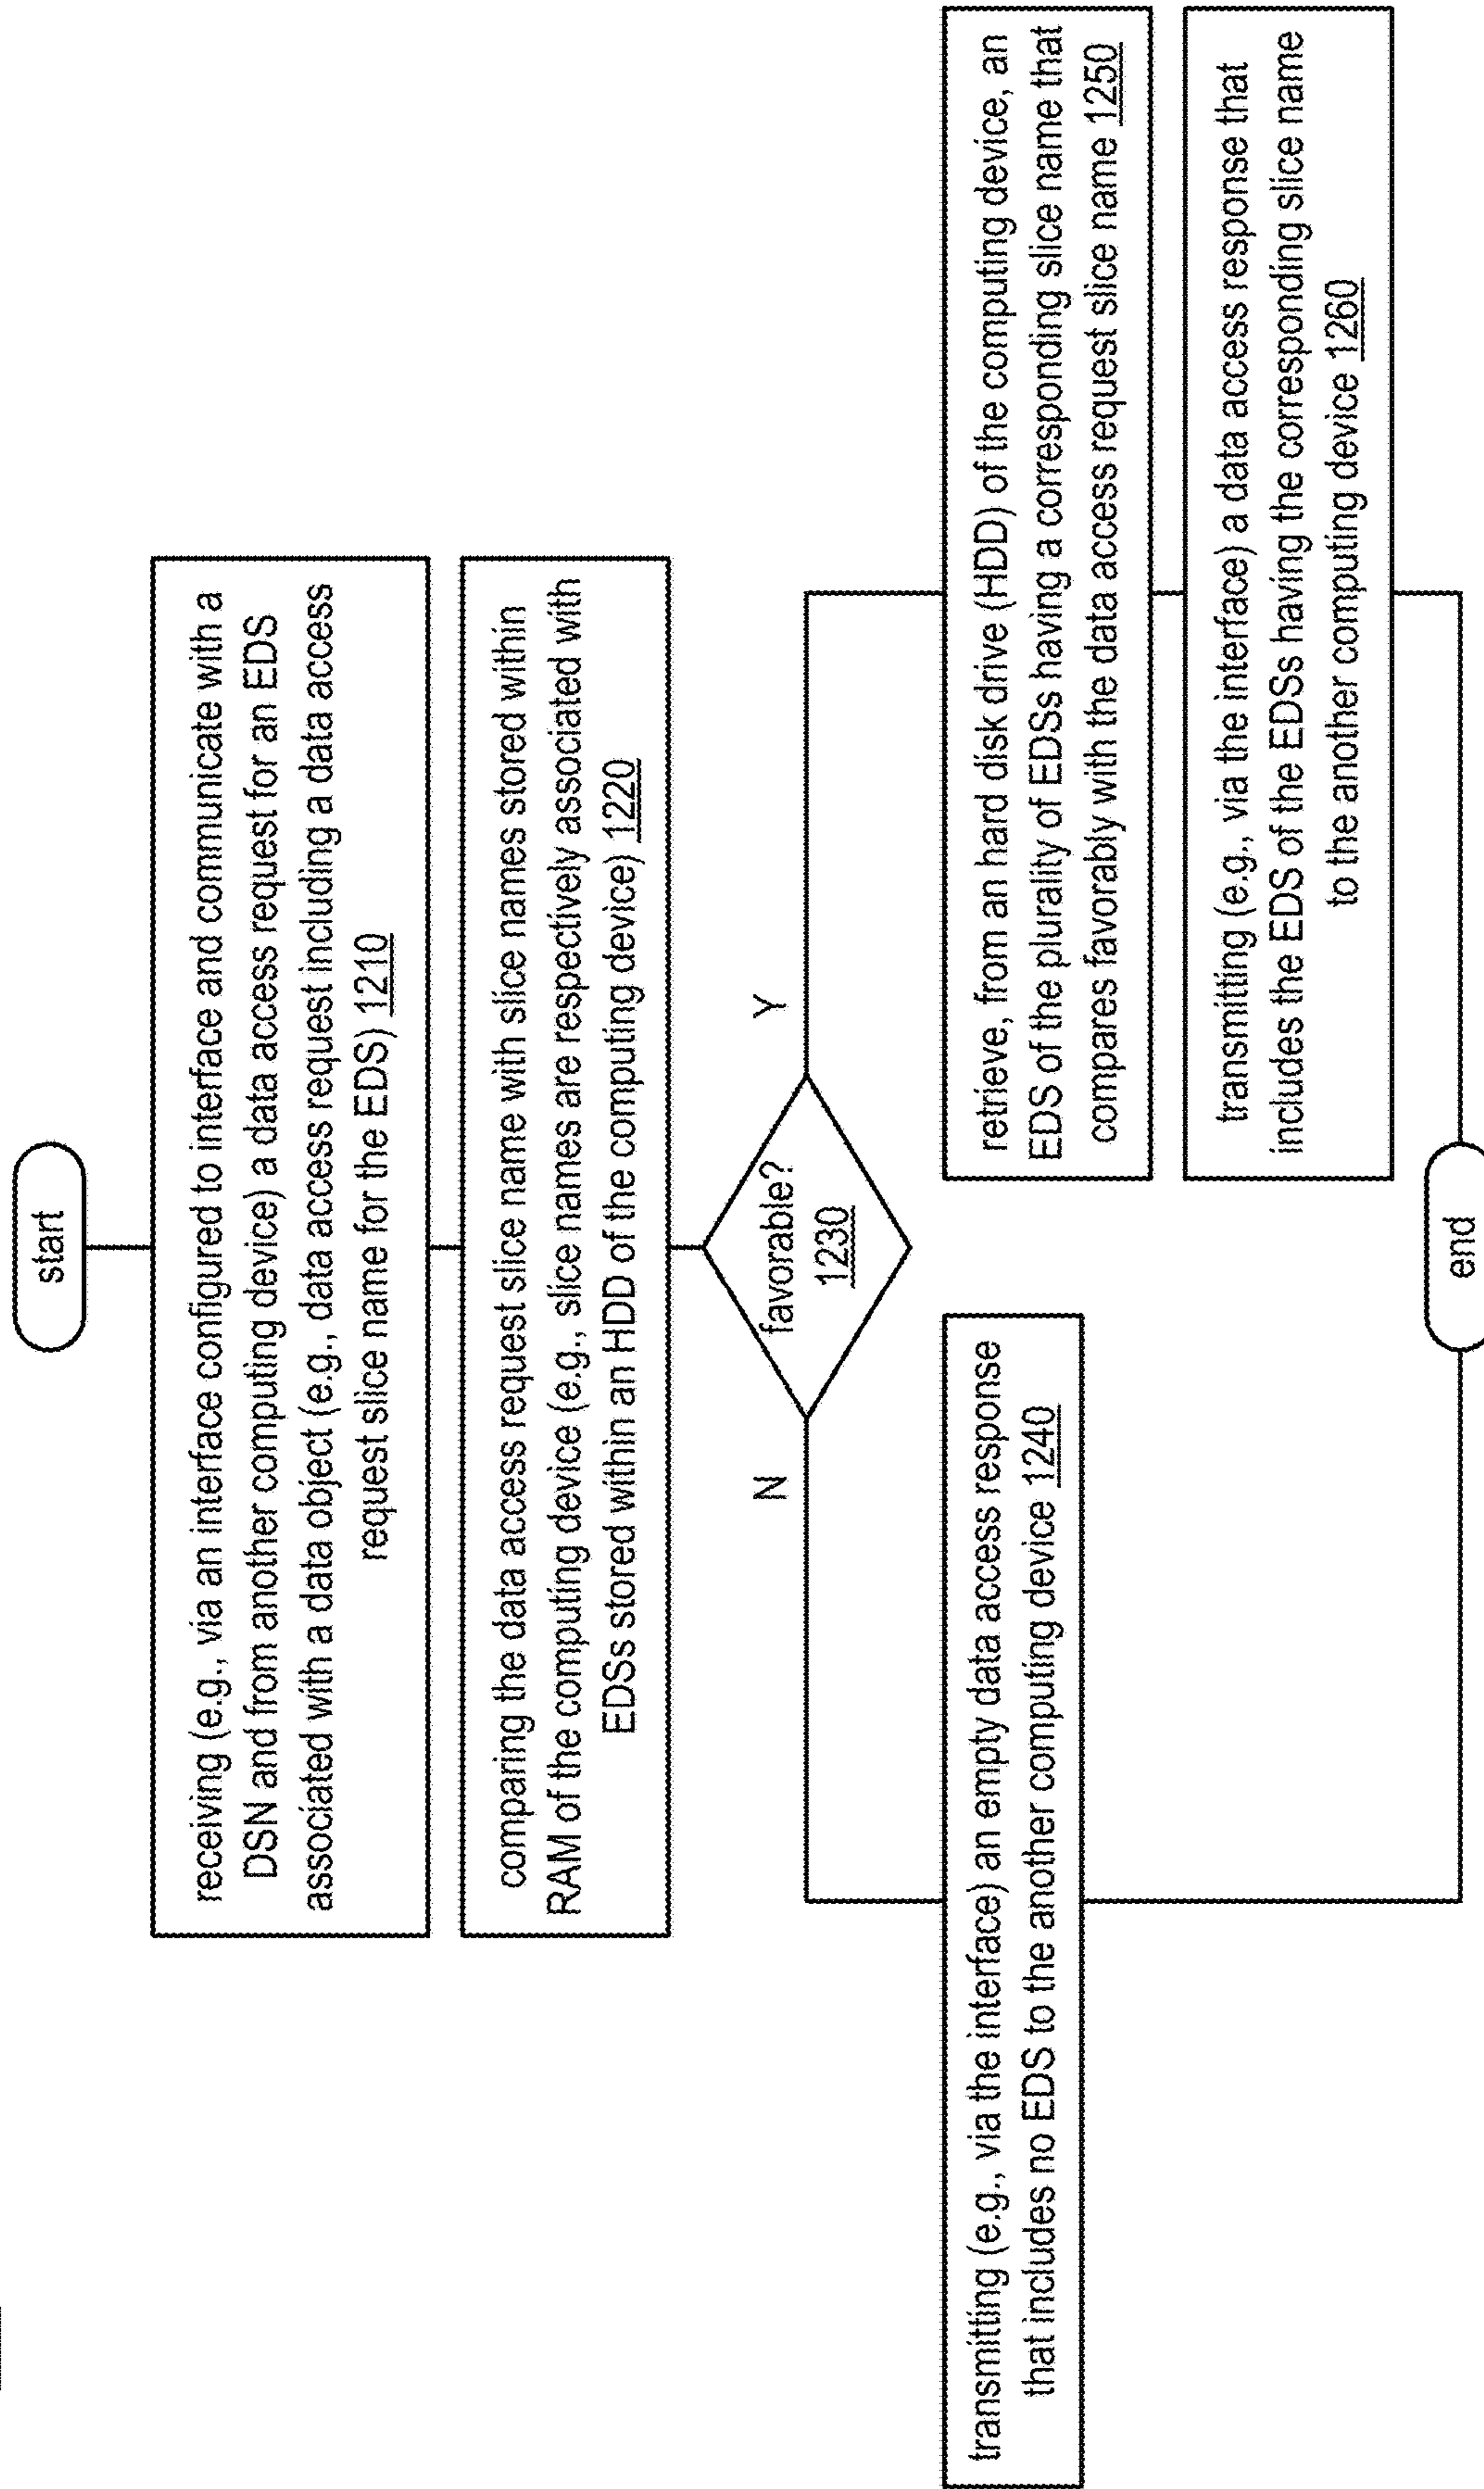 start
receiving (e.g., via an interface configured to interface and communicate with a
DSN and from another computing device) a data access request for an EDS
associated with a data object (e.g., data access request including a data access
request slice name for the EDS) 1210
comparing the data access request slice name with slice names stored within
RAM of the computing device (e.g., slice names are respectively associated with
EDSs stored within an HDD of the computing device) 1220
favorable?
1230
N
Y
transmitting (e.g., via the interface) an empty data access response
that includes no EDS to the another computing device 1240
retrieve, from an hard disk drive (HDD) of the computing device, an
EDS of the plurality of EDSs having a corresponding slice name that
compares favorably with the data access request slice name 1250
transmitting (e.g., via the interface) a data access response that
includes the EDS of the EDSs having the corresponding slice name
to the another computing device 1260
end